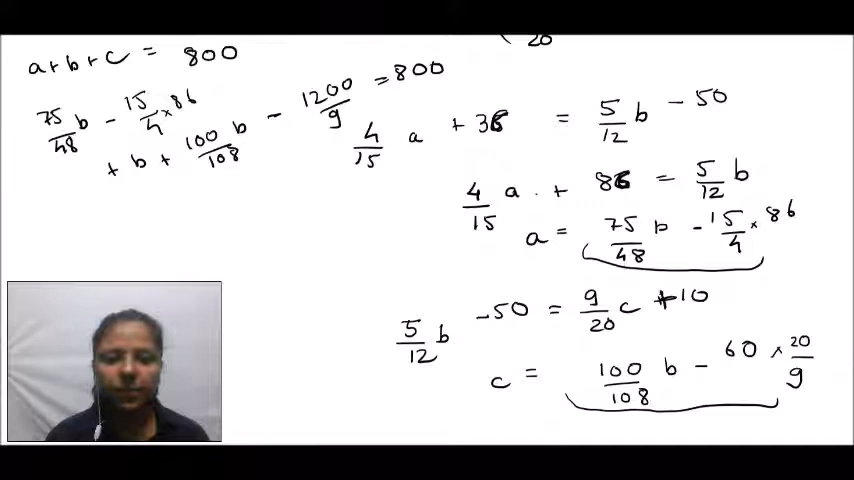 a + b + c = 800
75/48 b - 15/4 × 86
+ b + 100/108 b - 1200/9 = 800
20
4/15 a + 36 = 5/12 b - 50
4/15 a + 86 = 5/12 b
a = 75/48 b - 15/4 × 86
5/12 b - 50 = 9/20 c + 10
c = 100/108 b - 60 × 20/9